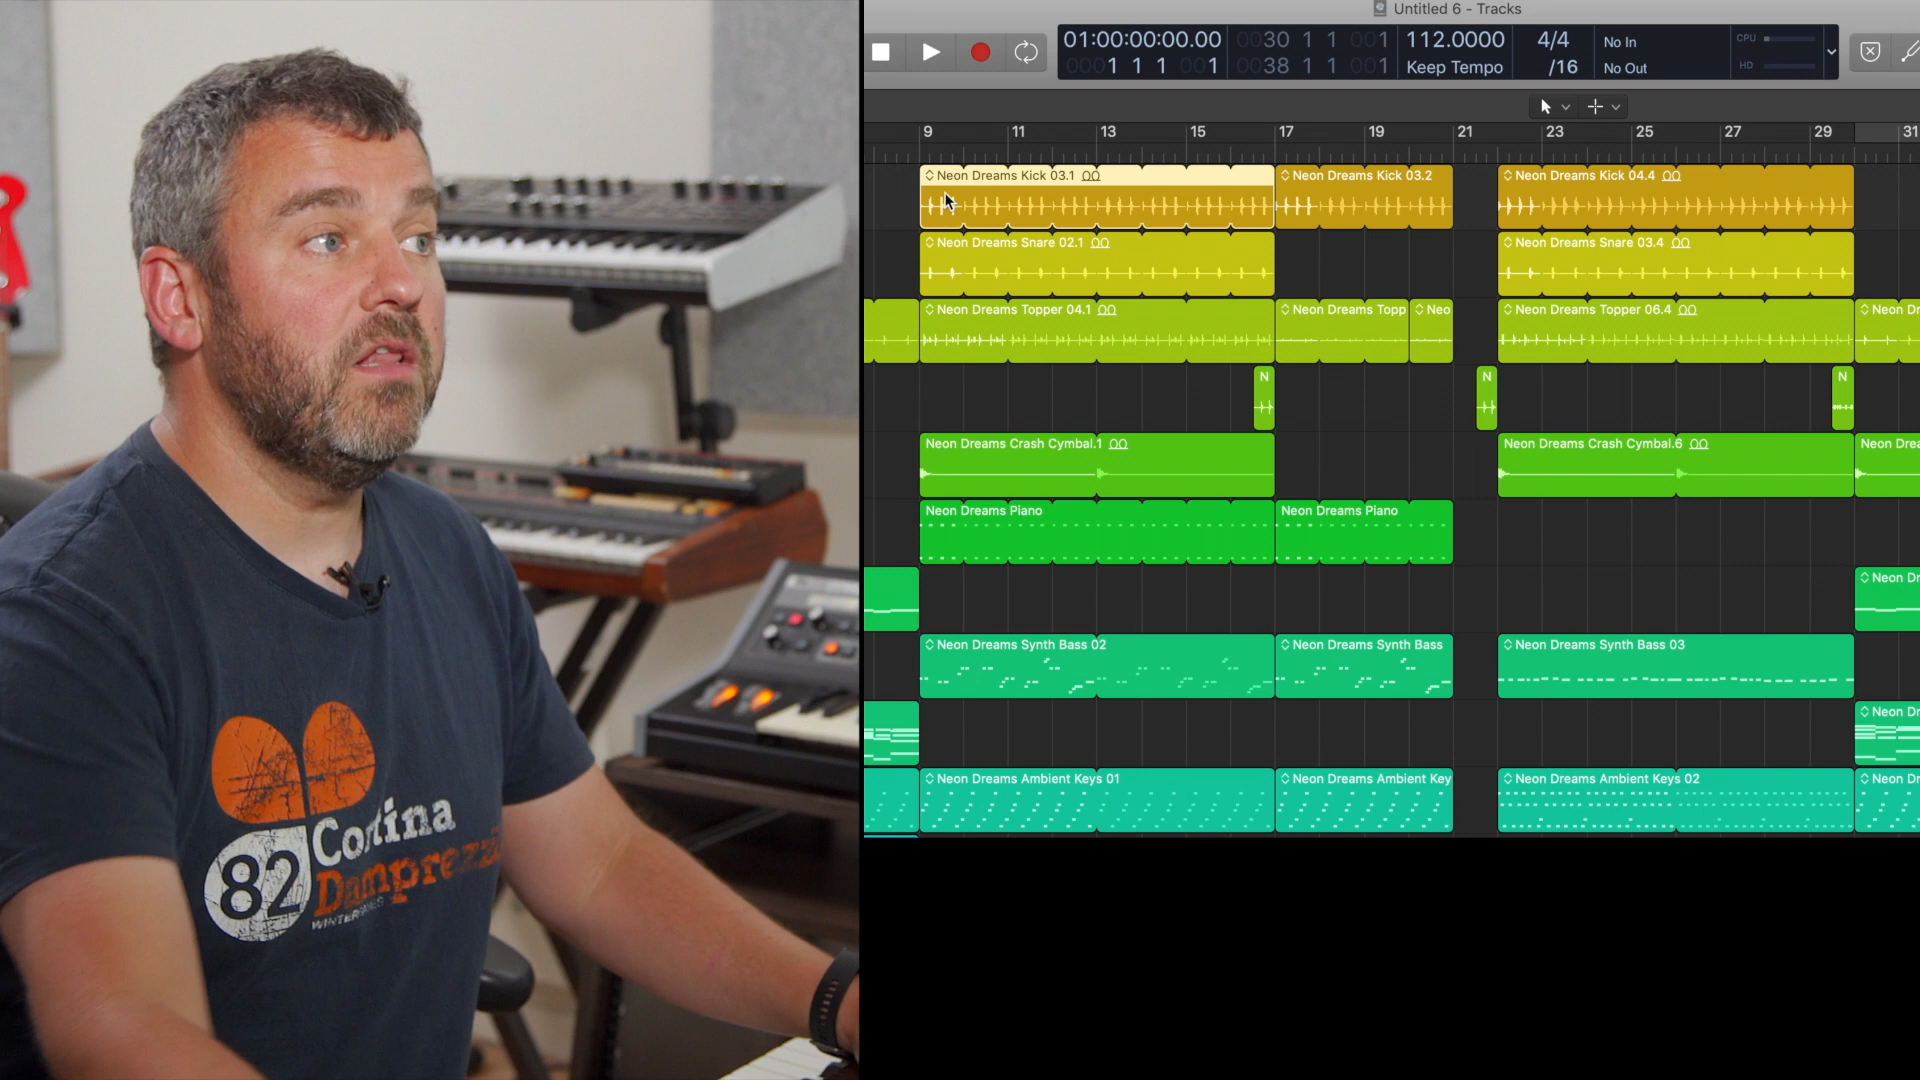 Untitled 6 - Tracks
01:00:00:00.00
0030 1 1 001
112.0000
4/4
No In
CPU
0001 1 1 001
0038 1 1 001
Keep Tempo
/16
No Out
HD
9 11 13 15 17 19 21 23 25 27 29 31
Neon Dreams Kick 03.1
Neon Dreams Kick 03.2
Neon Dreams Kick 04.4
Neon Dreams Snare 02.1
Neon Dreams Snare 03.4
Neon Dreams Topper 04.1
Neon Dreams Topp
Neo
Neon Dreams Topper 06.4
Neon Dr
N
N
N
Neon Dreams Crash Cymbal.1
Neon Dreams Crash Cymbal.6
Neon Drea
Neon Dreams Piano
Neon Dreams Piano
Neon Dr
Neon Dreams Synth Bass 02
Neon Dreams Synth Bass
Neon Dreams Synth Bass 03
Neon Dr
Neon Dreams Ambient Keys 01
Neon Dreams Ambient Key
Neon Dreams Ambient Keys 02
Neon Dr
82
Cortina